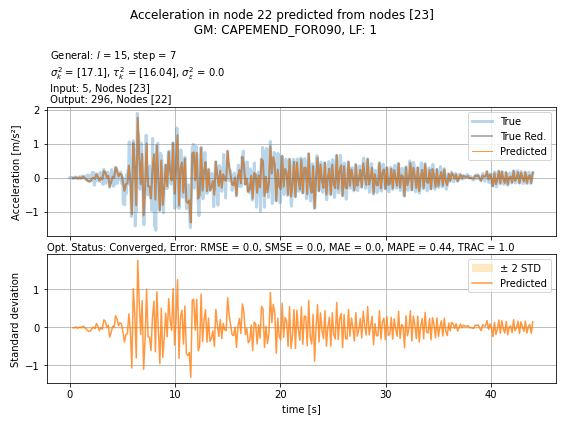 Acceleration in node 22 predicted from nodes [23]
GM: CAPEMEND_FOR090, LF: 1
General: l = 15, step = 7
σ²ₖ = [17.1], τ²ₖ = [16.04], σ²ε = 0.0
Input: 5, Nodes [23]
Output: 296, Nodes [22]
Acceleration [m/s²]
2
1
0
−1
True
True Red.
Predicted
Opt. Status: Converged, Error: RMSE = 0.0, SMSE = 0.0, MAE = 0.0, MAPE = 0.44, TRAC = 1.0
Standard deviation
1
0
−1
± 2 STD
Predicted
0 10 20 30 40
time [s]